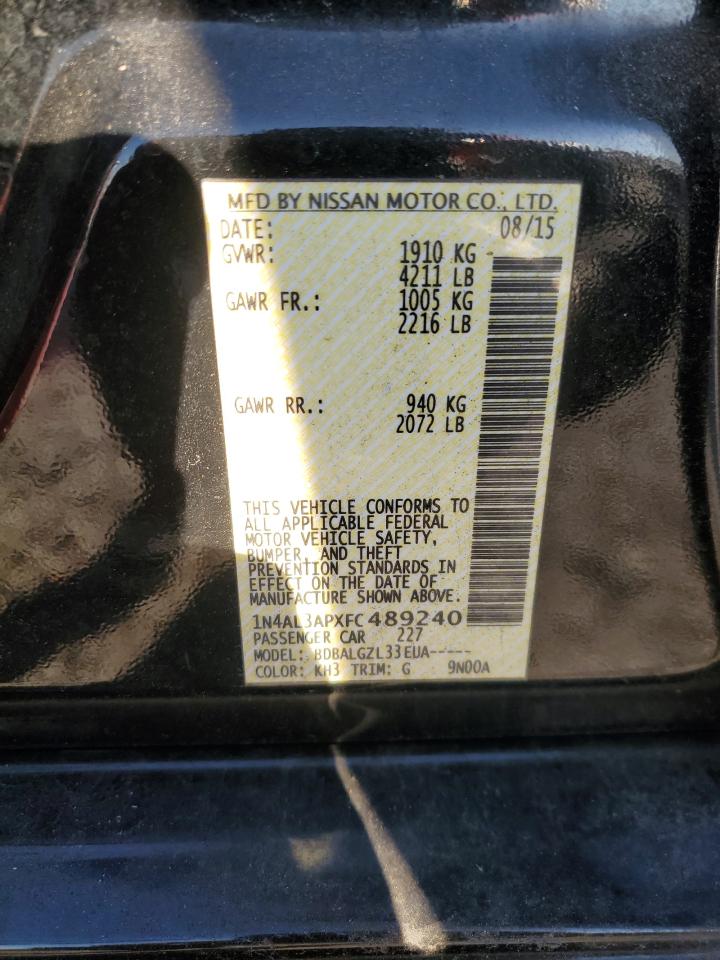 MFD BY NISSAN MOTOR CO., LTD.
DATE: 08/15
GVWR: 1910 KG
4211 LB
GAWR FR.: 1005 KG
2216 LB
GAWR RR.: 940 KG
2072 LB
THIS VEHICLE CONFORMS TO
ALL APPLICABLE FEDERAL
MOTOR VEHICLE SAFETY,
BUMPER, AND THEFT
PREVENTION STANDARDS IN
EFFECT ON THE DATE OF
MANUFACTURE SHOWN ABOVE.
1N4AL3APXFC489240
PASSENGER CAR 227
MODEL: BDBALGZL33EUA-----
COLOR: KH3 TRIM: G 9N00A